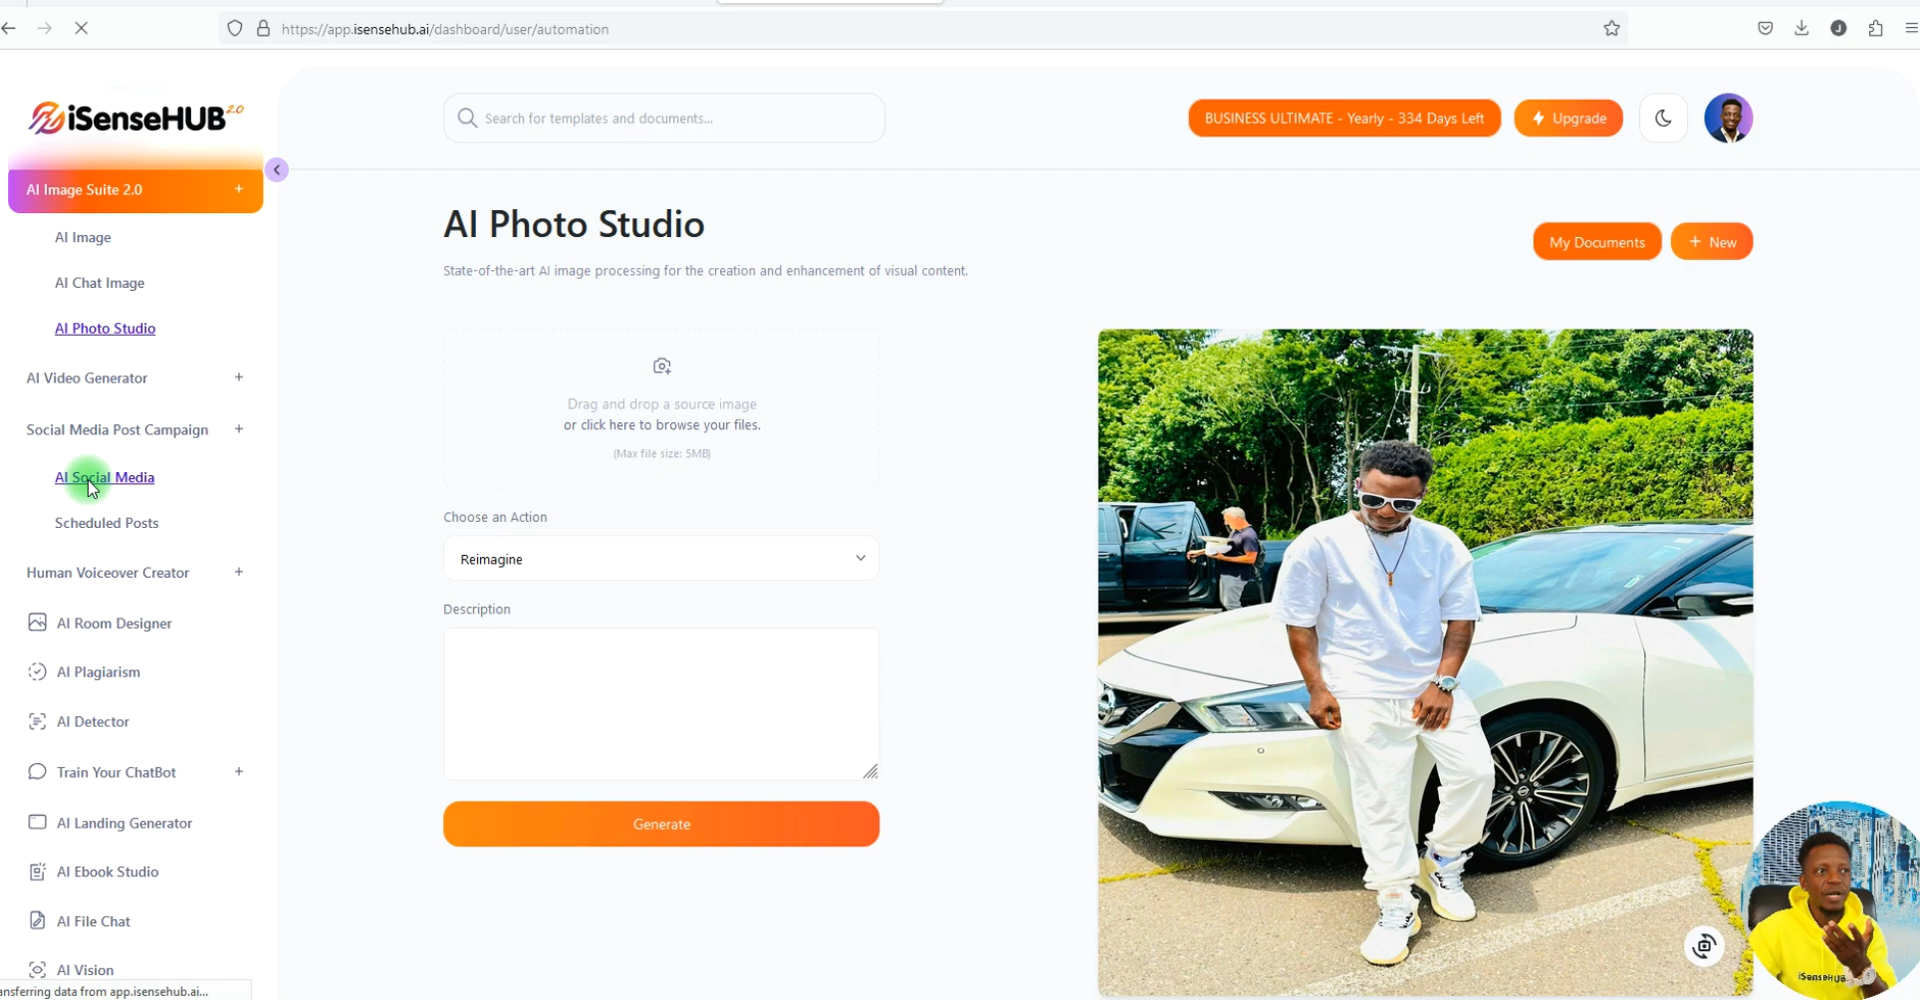 https://app.isensehub.ai/dashboard/user/automation
iSenseHUB 2.0
Search for templates and documents...
BUSINESS ULTIMATE - Yearly - 334 Days Left
Upgrade
AI Image Suite 2.0 +
AI Image
AI Chat Image
AI Photo Studio
AI Video Generator +
Social Media Post Campaign +
AI Social Media
Scheduled Posts
Human Voiceover Creator +
AI Room Designer
AI Plagiarism
AI Detector
Train Your ChatBot +
AI Landing Generator
AI Ebook Studio
AI File Chat
AI Vision
ansferring data from app.isensehub.ai...
AI Photo Studio
State-of-the-art AI image processing for the creation and enhancement of visual content.
My Documents
+ New
Drag and drop a source image
or click here to browse your files.
(Max file size: 5MB)
Choose an Action
Reimagine
Description
Generate
iSenseHUB
J